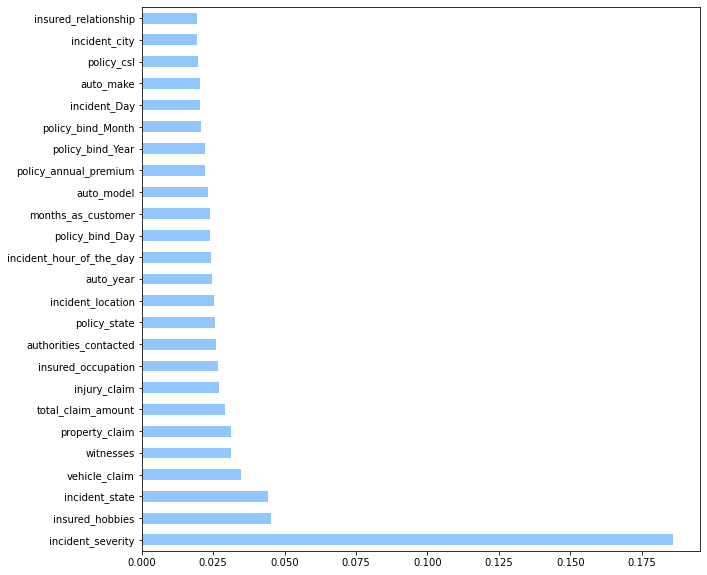 insured_relationship
incident_city
policy_csl
auto_make
incident_Day
policy_bind_Month
policy_bind_Year
policy_annual_premium
auto_model
months_as_customer
policy_bind_Day
incident_hour_of_the_day
auto_year
incident_location
policy_state
authorities_contacted
insured_occupation
injury_claim
total_claim_amount
property_claim
witnesses
vehicle_claim
incident_state
insured_hobbies
incident_severity
0.000 0.025 0.050 0.075 0.100 0.125 0.150 0.175